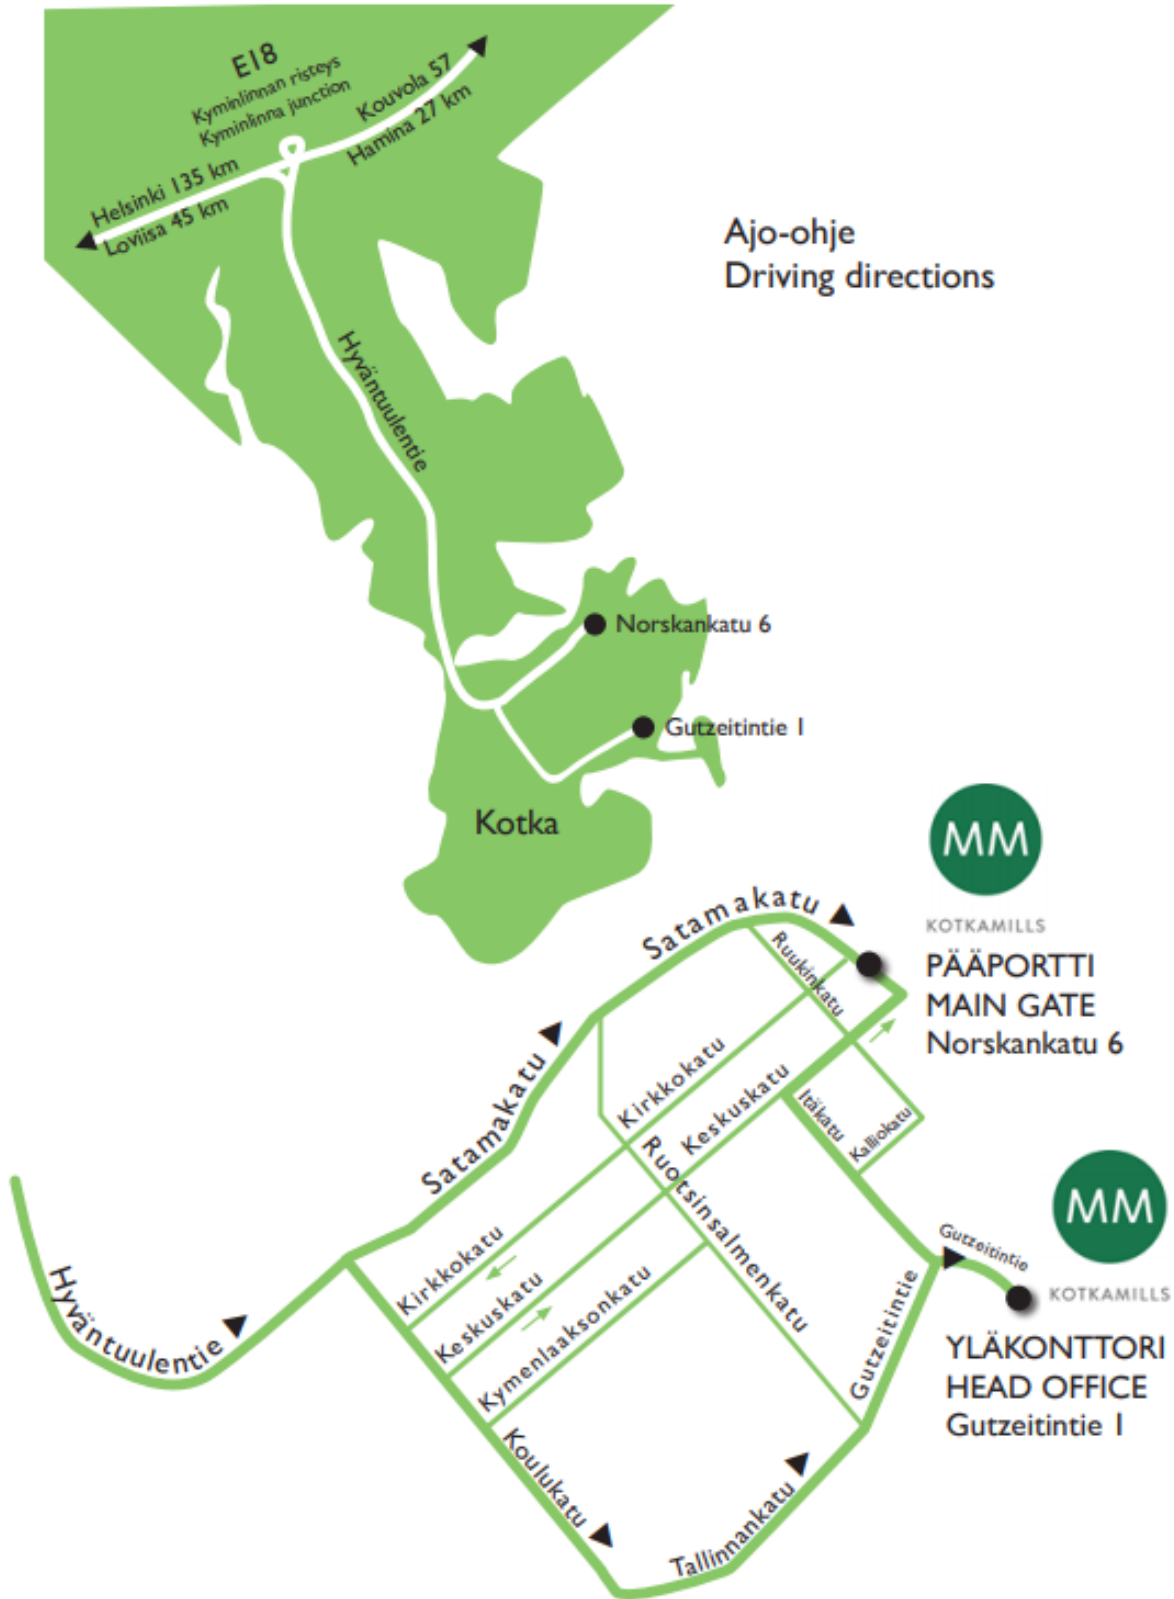 E18
Kyminlinnan risteys
Kyminlinna junction
Kouvola 57
Hamina 27 km
Helsinki 135 km
Loviisa 45 km
Ajo-ohje
Driving directions
Hyväntuulentie
Norskankatu 6
Gutzeitintie 1
Kotka
MM
KOTKAMILLS
PÄÄPORTTI
MAIN GATE
Norskankatu 6
Satamakatu
Ruukinkatu
Satamakatu
Kirkkokatu
Keskuskatu
Itäkatu
Kalliokatu
Ruotsinsalmenkatu
MM
KOTKAMILLS
YLÄKONTTORI
HEAD OFFICE
Gutzeitintie 1
Gutzeitintie
Gutzeitintie
Hyväntuulentie
Kirkkokatu
Keskuskatu
Kymenlaaksonkatu
Koulukatu
Tallinnankatu